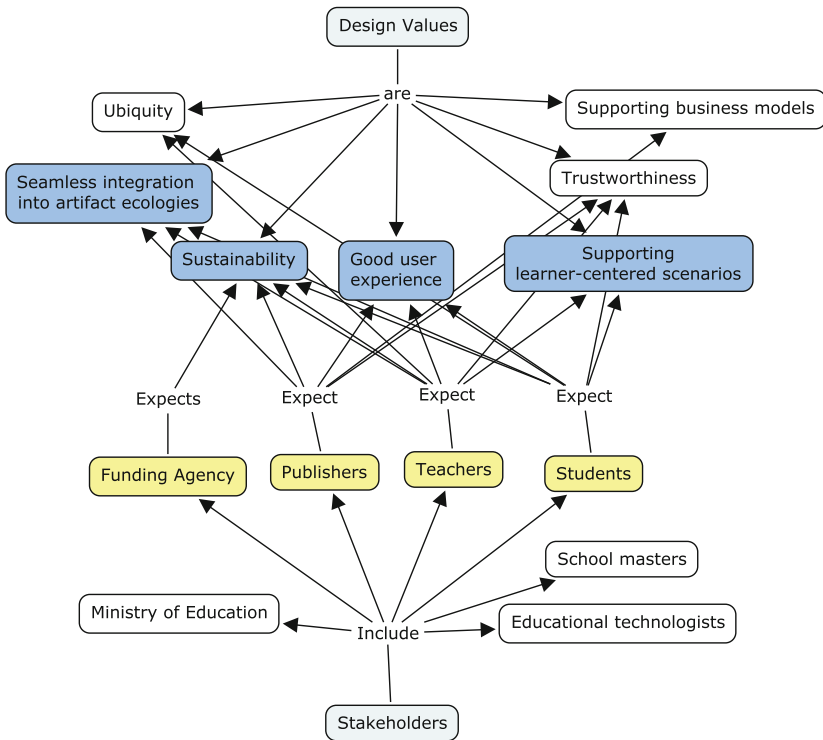 Design Values
are
Ubiquity
Supporting business models
Seamless integration
into artifact ecologies
Trustworthiness
Sustainability
Good user
experience
Supporting
learner-centered scenarios
Expects
Expect
Expect
Expect
Funding Agency
Publishers
Teachers
Students
School masters
Ministry of Education
Educational technologists
Include
Stakeholders